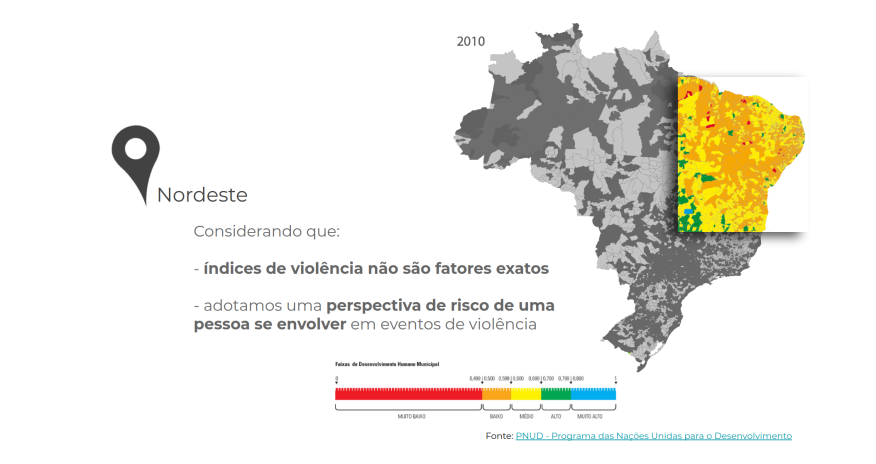 2010
Nordeste
Considerando que:
- índices de violência não são fatores exatos
- adotamos uma perspectiva de risco de uma
pessoa se envolver em eventos de violência
Faixas de Desenvolvimento Humano Municipal
0 0,499 | 0,500 0,599 | 0,600 0,699 | 0,700 0,799 | 0,800 1
MUITO BAIXO BAIXO MÉDIO ALTO MUITO ALTO
Fonte: PNUD - Programa das Nações Unidas para o Desenvolvimento